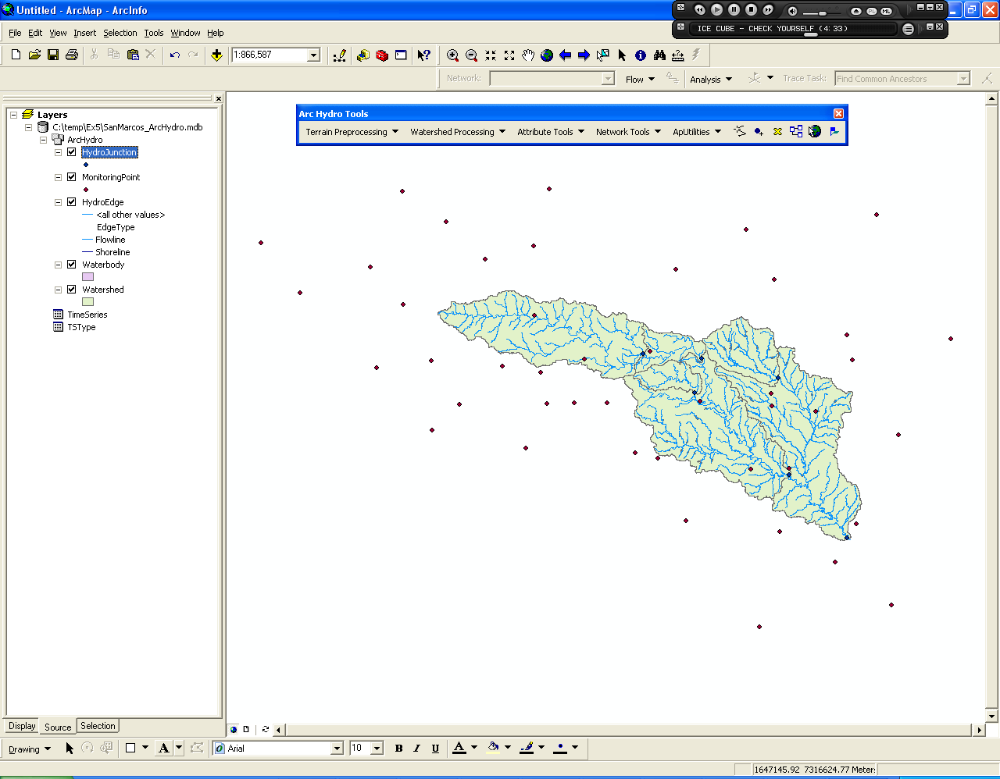 Untitled - ArcMap - ArcInfo
PL ML
ICE CUBE - CHECK YOURSELF (4:33)
File Edit View Insert Selection Tools Window Help
1:866,587
Network: Flow Analysis Trace Task: Find Common Ancestors
Arc Hydro Tools
Terrain Preprocessing Watershed Processing Attribute Tools Network Tools ApUtilities
Layers
C:\temp\Ex5\SanMarcos_ArcHydro.mdb
ArcHydro
HydroJunction
MonitoringPoint
HydroEdge
<all other values>
EdgeType
Flowline
Shoreline
Waterbody
Watershed
TimeSeries
TSType
Display Source Selection
Drawing A Arial 10 B I U A
1647145.92 7316624.77 Meters